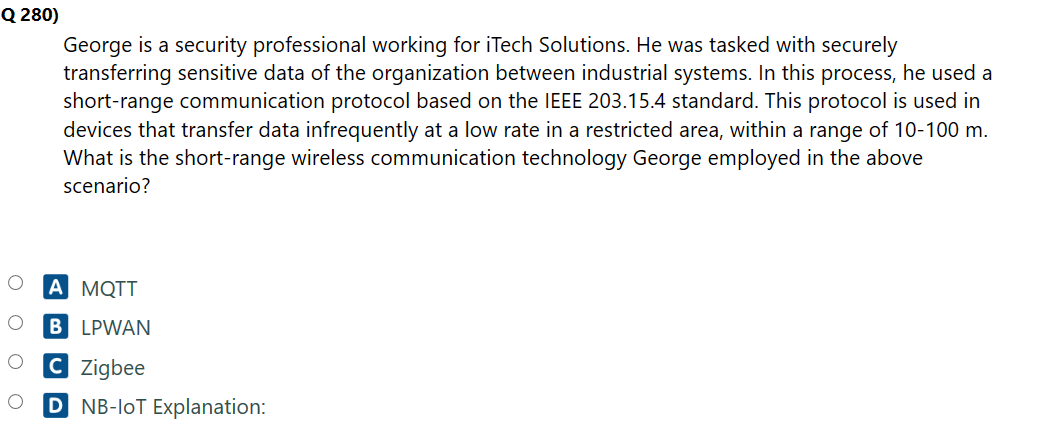 Q 280)
George is a security professional working for iTech Solutions. He was tasked with securely
transferring sensitive data of the organization between industrial systems. In this process, he used a
short-range communication protocol based on the IEEE 203.15.4 standard. This protocol is used in
devices that transfer data infrequently at a low rate in a restricted area, within a range of 10-100 m.
What is the short-range wireless communication technology George employed in the above
scenario?
A MQTT
B LPWAN
C Zigbee
D NB-IoT Explanation: